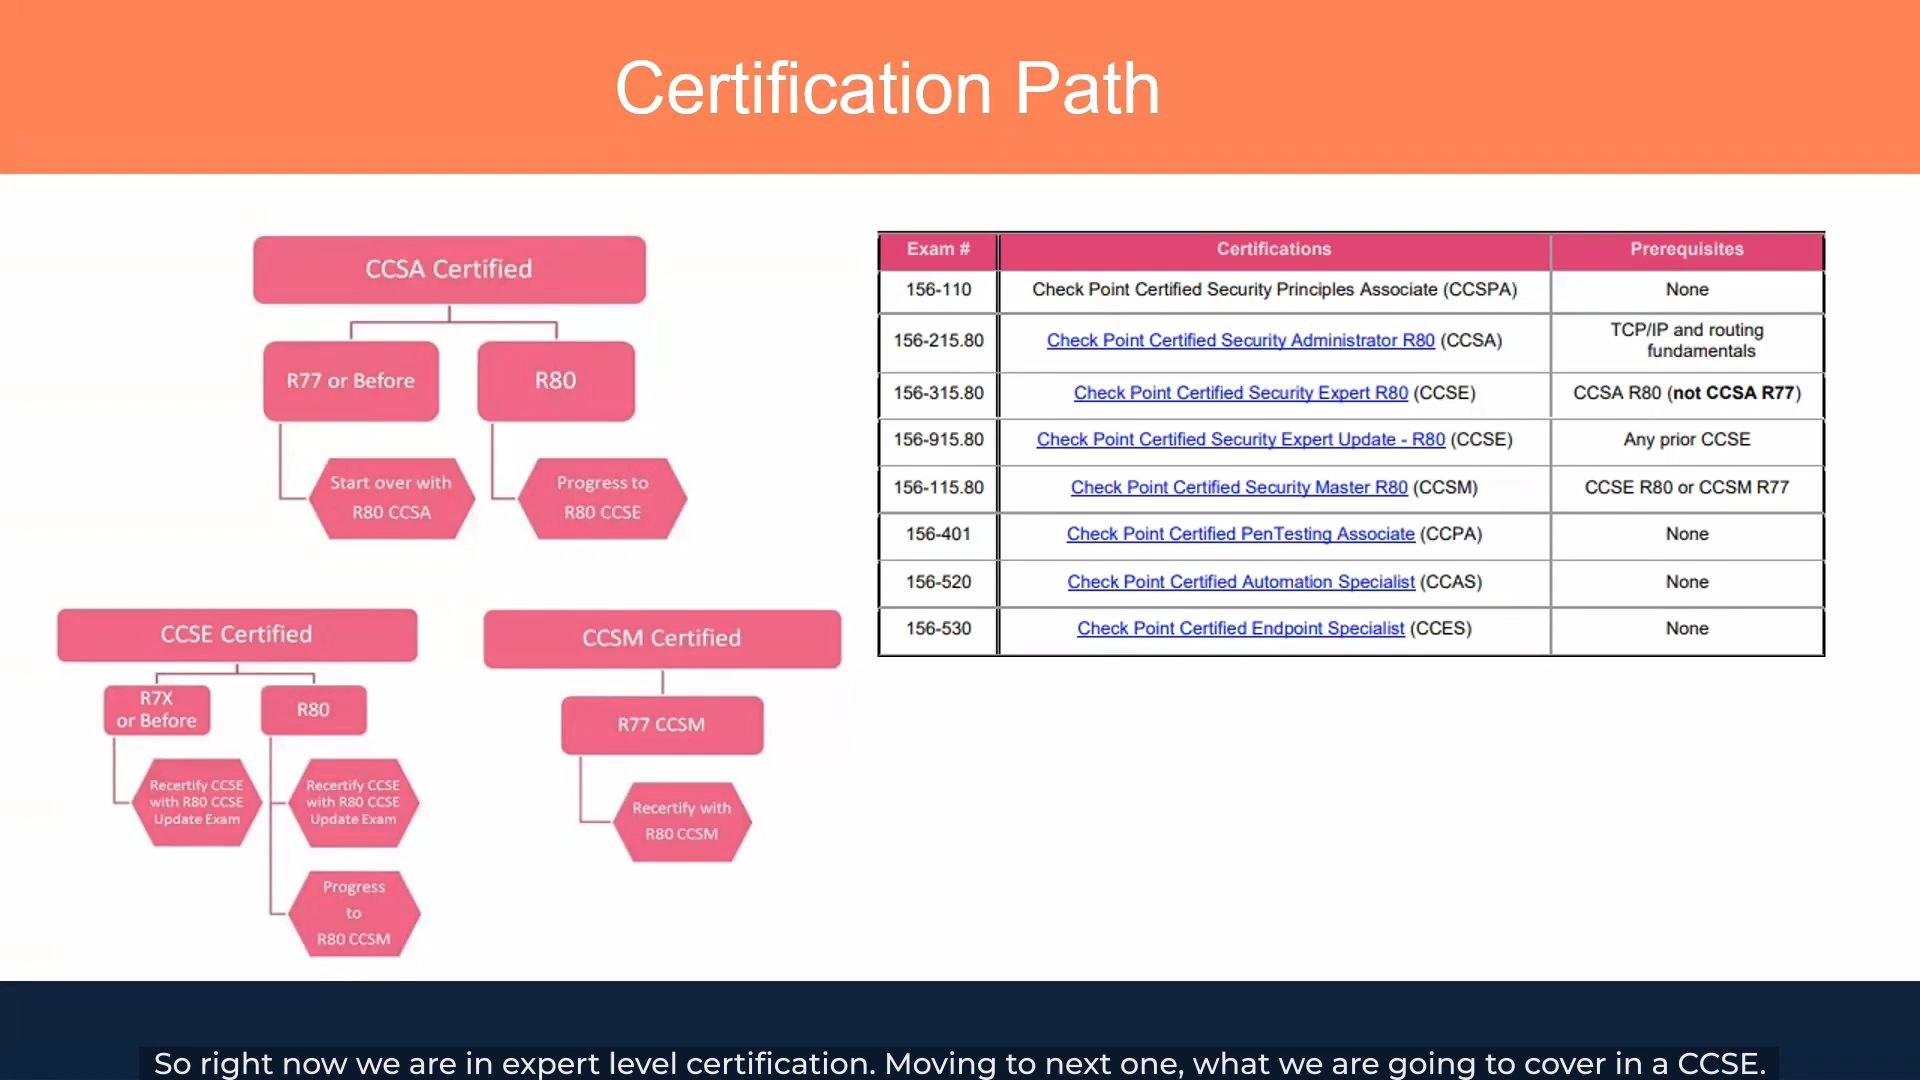 Certification Path
CCSA Certified
R77 or Before
R80
Start over with
R80 CCSA
Progress to
R80 CCSE
CCSE Certified
R7X
or Before
R80
Recertify CCSE
with R80 CCSE
Update Exam
Recertify CCSE
with R80 CCSE
Update Exam
Progress
to
R80 CCSM
CCSM Certified
R77 CCSM
Recertify with
R80 CCSM
Exam # Certifications Prerequisites
156-110 Check Point Certified Security Principles Associate (CCSPA) None
156-215.80 Check Point Certified Security Administrator R80 (CCSA) TCP/IP and routing
fundamentals
156-315.80 Check Point Certified Security Expert R80 (CCSE) CCSA R80 (not CCSA R77)
156-915.80 Check Point Certified Security Expert Update - R80 (CCSE) Any prior CCSE
156-115.80 Check Point Certified Security Master R80 (CCSM) CCSE R80 or CCSM R77
156-401 Check Point Certified PenTesting Associate (CCPA) None
156-520 Check Point Certified Automation Specialist (CCAS) None
156-530 Check Point Certified Endpoint Specialist (CCES) None
So right now we are in expert level certification. Moving to next one, what we are going to cover in a CCSE.